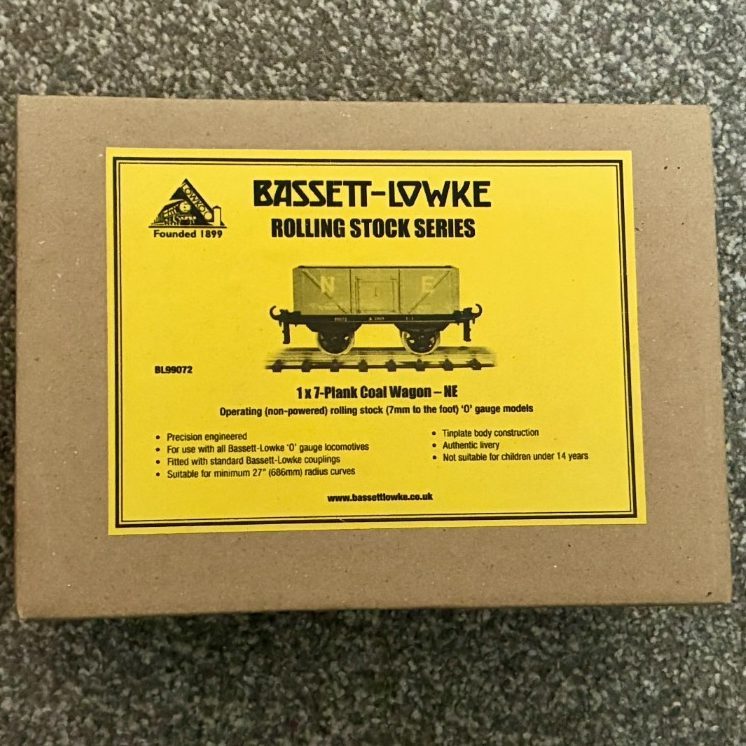 LOWKO
Founded 1899
BASSETT-LOWKE
ROLLING STOCK SERIES
N E
BL99072
1 x 7-Plank Coal Wagon – NE
Operating (non-powered) rolling stock (7mm to the foot) ‘O’ gauge models
• Precision engineered
• For use with all Bassett-Lowke ‘O’ gauge locomotives
• Fitted with standard Bassett-Lowke couplings
• Suitable for minimum 27" (686mm) radius curves
• Tinplate body construction
• Authentic livery
• Not suitable for children under 14 years
www.bassettlowke.co.uk